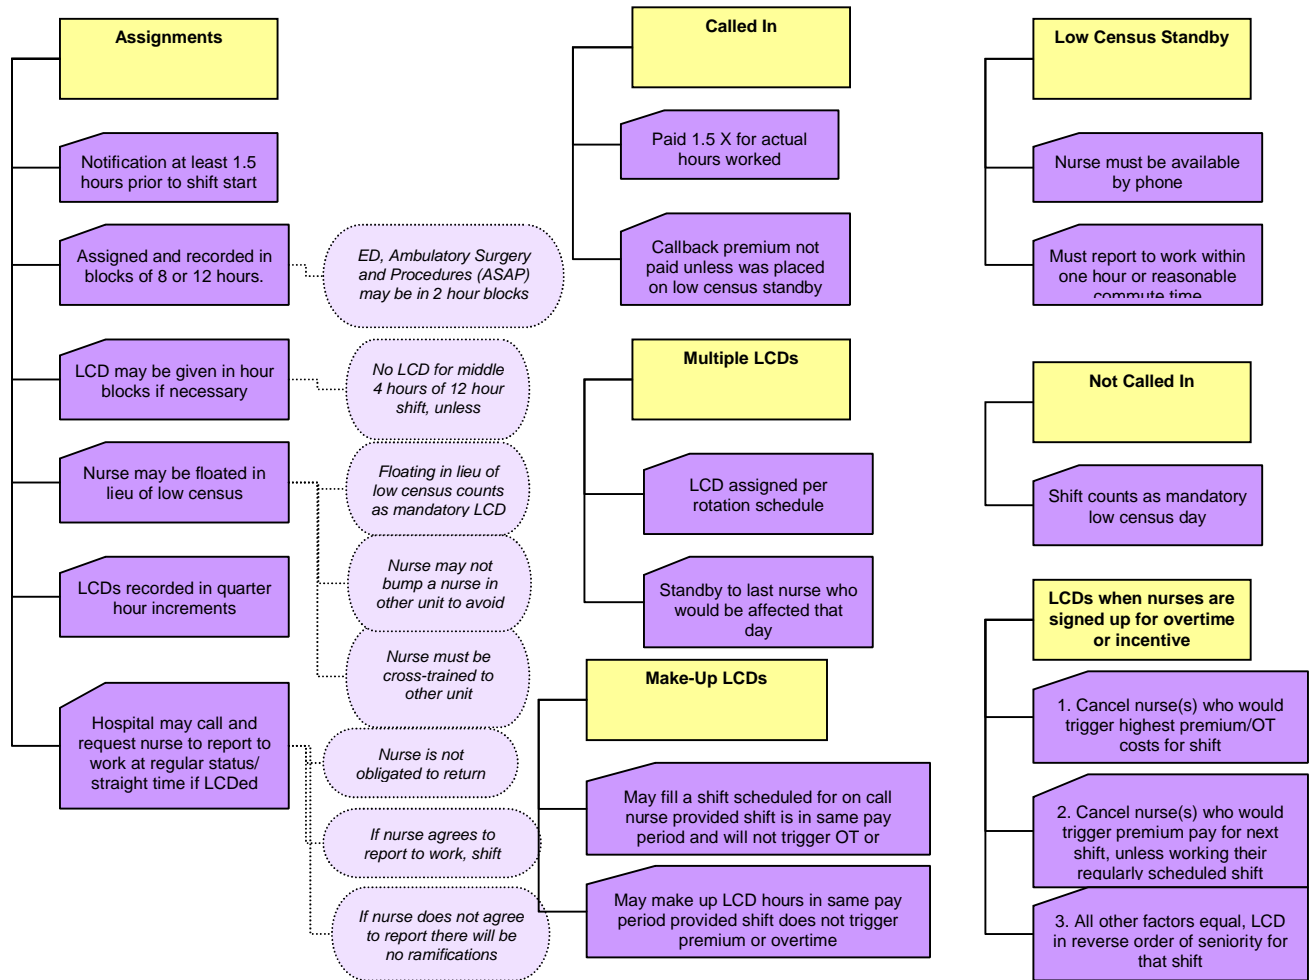 Assignments
Notification at least 1.5
hours prior to shift start
Assigned and recorded in
blocks of 8 or 12 hours.
ED, Ambulatory Surgery
and Procedures (ASAP)
may be in 2 hour blocks
LCD may be given in hour
blocks if necessary
No LCD for middle
4 hours of 12 hour
shift, unless
Nurse may be floated in
lieu of low census
Floating in lieu of
low census counts
as mandatory LCD
Nurse may not
bump a nurse in
other unit to avoid
Nurse must be
cross-trained to
other unit
LCDs recorded in quarter
hour increments
Hospital may call and
request nurse to report to
work at regular status/
straight time if LCDed
Nurse is not
obligated to return
If nurse agrees to
report to work, shift
If nurse does not agree
to report there will be
no ramifications
Called In
Paid 1.5 X for actual
hours worked
Callback premium not
paid unless was placed
on low census standby
Multiple LCDs
LCD assigned per
rotation schedule
Standby to last nurse who
would be affected that
day
Make-Up LCDs
May fill a shift scheduled for on call
nurse provided shift is in same pay
period and will not trigger OT or
May make up LCD hours in same pay
period provided shift does not trigger
premium or overtime
Low Census Standby
Nurse must be available
by phone
Must report to work within
one hour or reasonable
commute time
Not Called In
Shift counts as mandatory
low census day
LCDs when nurses are
signed up for overtime
or incentive
1. Cancel nurse(s) who would
trigger highest premium/OT
costs for shift
2. Cancel nurse(s) who would
trigger premium pay for next
shift, unless working their
regularly scheduled shift
3. All other factors equal, LCD
in reverse order of seniority for
that shift